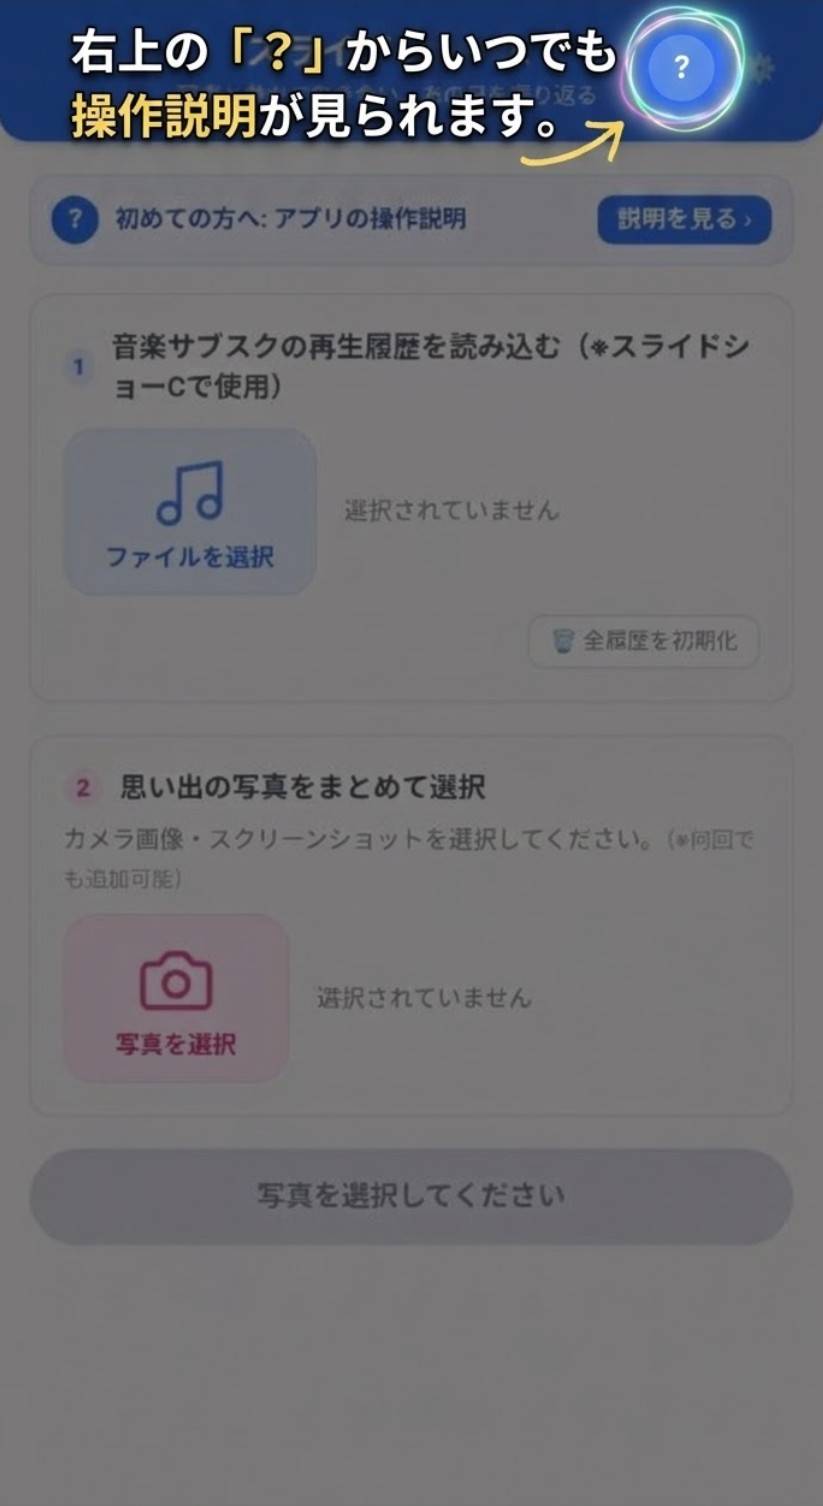 右上の「？」からいつでも
?
操作説明が見られます。
り返る
? 初めての方へ: アプリの操作説明
説明を見る ›
1 音楽サブスクの再生履歴を読み込む（※スライドシ
ョーCで使用）
ファイルを選択
選択されていません
全履歴を初期化
2 思い出の写真をまとめて選択
カメラ画像・スクリーンショットを選択してください。（※何回で
も追加可能）
写真を選択
選択されていません
写真を選択してください